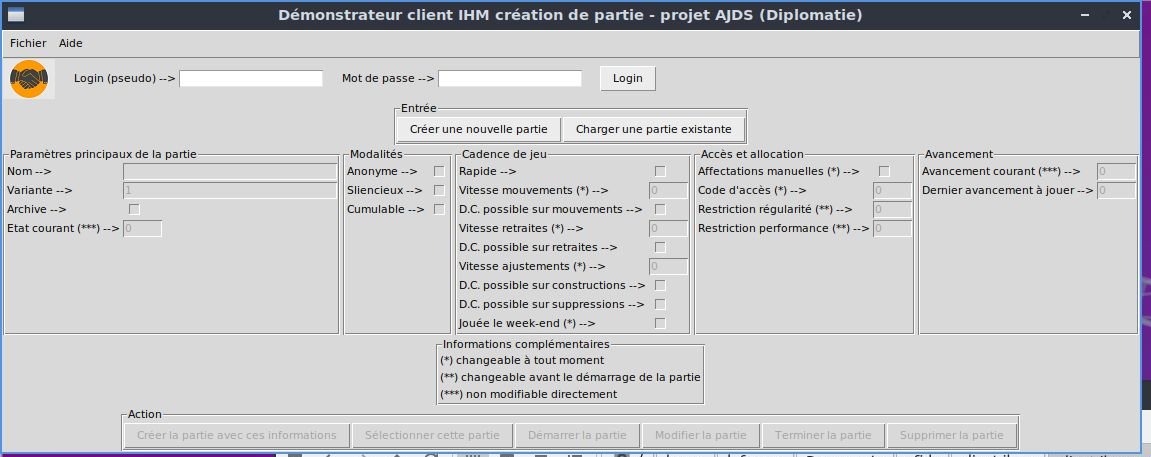 Démonstrateur client IHM création de partie - projet AJDS (Diplomatie)
Fichier Aide
Login (pseudo) --> Mot de passe --> Login
Entrée
Créer une nouvelle partie Charger une partie existante
Paramètres principaux de la partie
Nom -->
Variante --> 1
Archive -->
Etat courant (***) --> 0
Modalités
Anonyme -->
Sliencieux -->
Cumulable -->
Cadence de jeu
Rapide -->
Vitesse mouvements (*) --> 0
D.C. possible sur mouvements -->
Vitesse retraites (*) --> 0
D.C. possible sur retraites -->
Vitesse ajustements (*) --> 0
D.C. possible sur constructions -->
D.C. possible sur suppressions -->
Jouée le week-end (*) -->
Accès et allocation
Affectations manuelles (*) -->
Code d'accès (*) --> 0
Restriction régularité (**) --> 0
Restriction performance (**) --> 0
Avancement
Avancement courant (***) --> 0
Dernier avancement à jouer --> 0
Informations complémentaires
(*) changeable à tout moment
(**) changeable avant le démarrage de la partie
(***) non modifiable directement
Action
Créer la partie avec ces informations Sélectionner cette partie Démarrer la partie Modifier la partie Terminer la partie Supprimer la partie